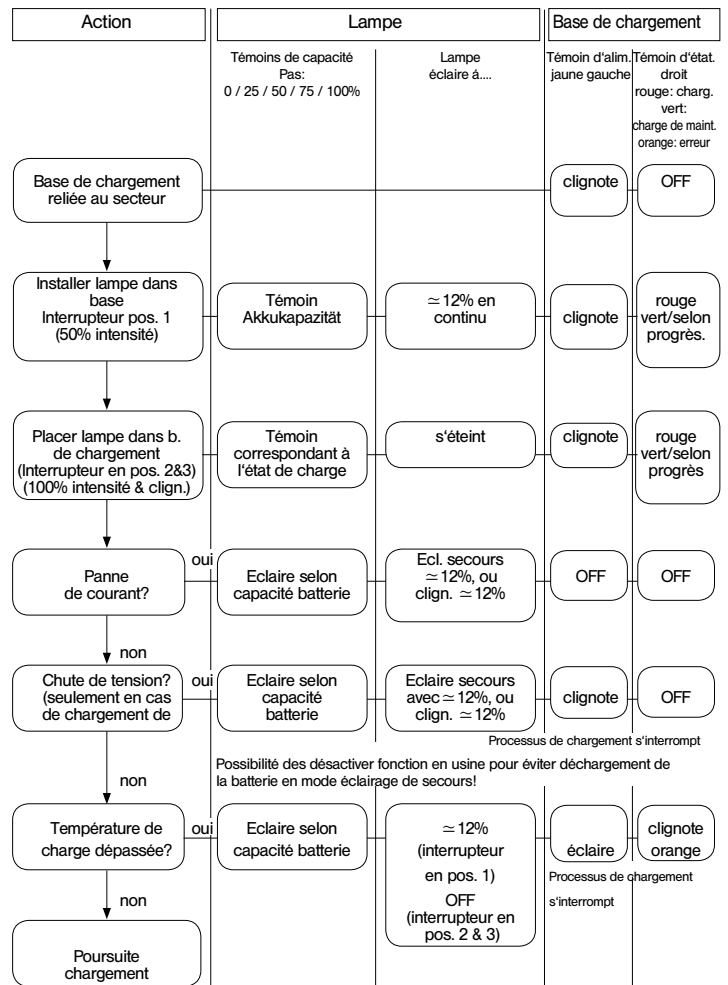 Action
Lampe
Base de chargement
Témoins de capacité
Pas:
0 / 25 / 50 / 75 / 100%
Lampe
éclaire á....
Témoin d‘alim.
jaune gauche
Témoin d‘état.
droit
rouge: charg.
vert:
charge de maint.
orange: erreur
Base de chargement
reliée au secteur
clignote
OFF
Installer lampe dans
base
Interrupteur pos. 1
(50% intensité)
Témoin
Akkukapazität
≃ 12% en
continu
clignote
rouge
vert/selon
progrès.
Placer lampe dans b.
de chargement
(Interrupteur en pos. 2&3)
(100% intensité & clign.)
Témoin
correspondant à
l‘état de charge
s‘éteint
clignote
rouge
vert/selon
progrès
Panne
de courant?
oui
Eclaire selon
capacité batterie
Ecl. secours
≃ 12%, ou
clign. ≃ 12%
OFF
OFF
non
Chute de tension?
(seulement en cas
de chargement de
oui
Eclaire selon
capacité
batterie
Eclaire secours
avec ≃ 12%, ou
clign. ≃ 12%
clignote
OFF
Processus de chargement s‘interrompt
Possibilité des désactiver fonction en usine pour éviter déchargement de
la batterie en mode éclairage de secours!
non
Température de
charge dépassée?
oui
Eclaire selon
capacité batterie
≃ 12%
(interrupteur
en pos. 1)
OFF
(interrupteur en
pos. 2 & 3)
éclaire
clignote
orange
Processus de chargement
s‘interrompt
non
Poursuite
chargement